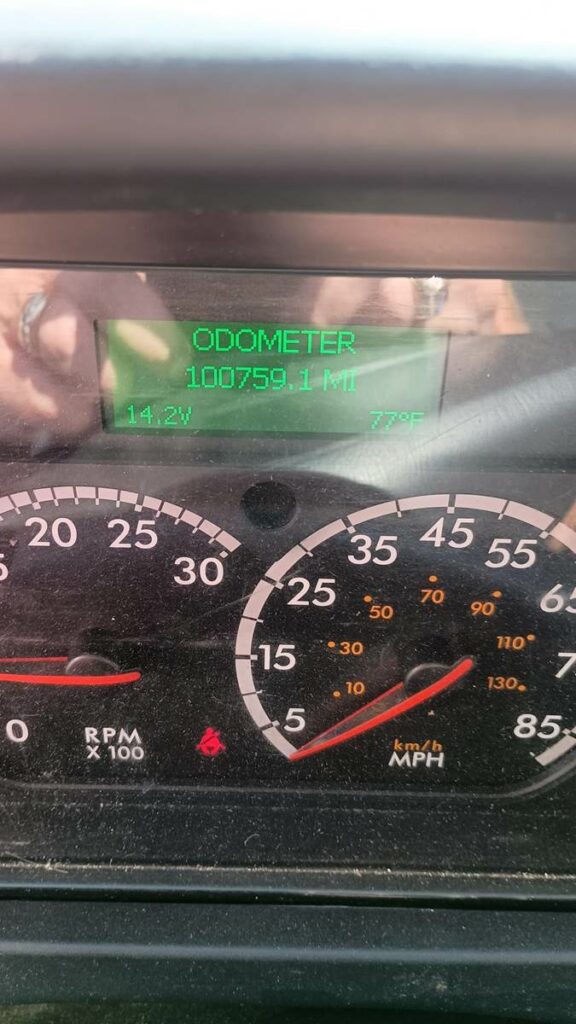 ODOMETER
100759.1 MI
14.2V 77°F
20 25 30
0
RPM
X 100
5 15 25 35 45 55 65
85
10 30 50 70 90 110 130
km/h
MPH